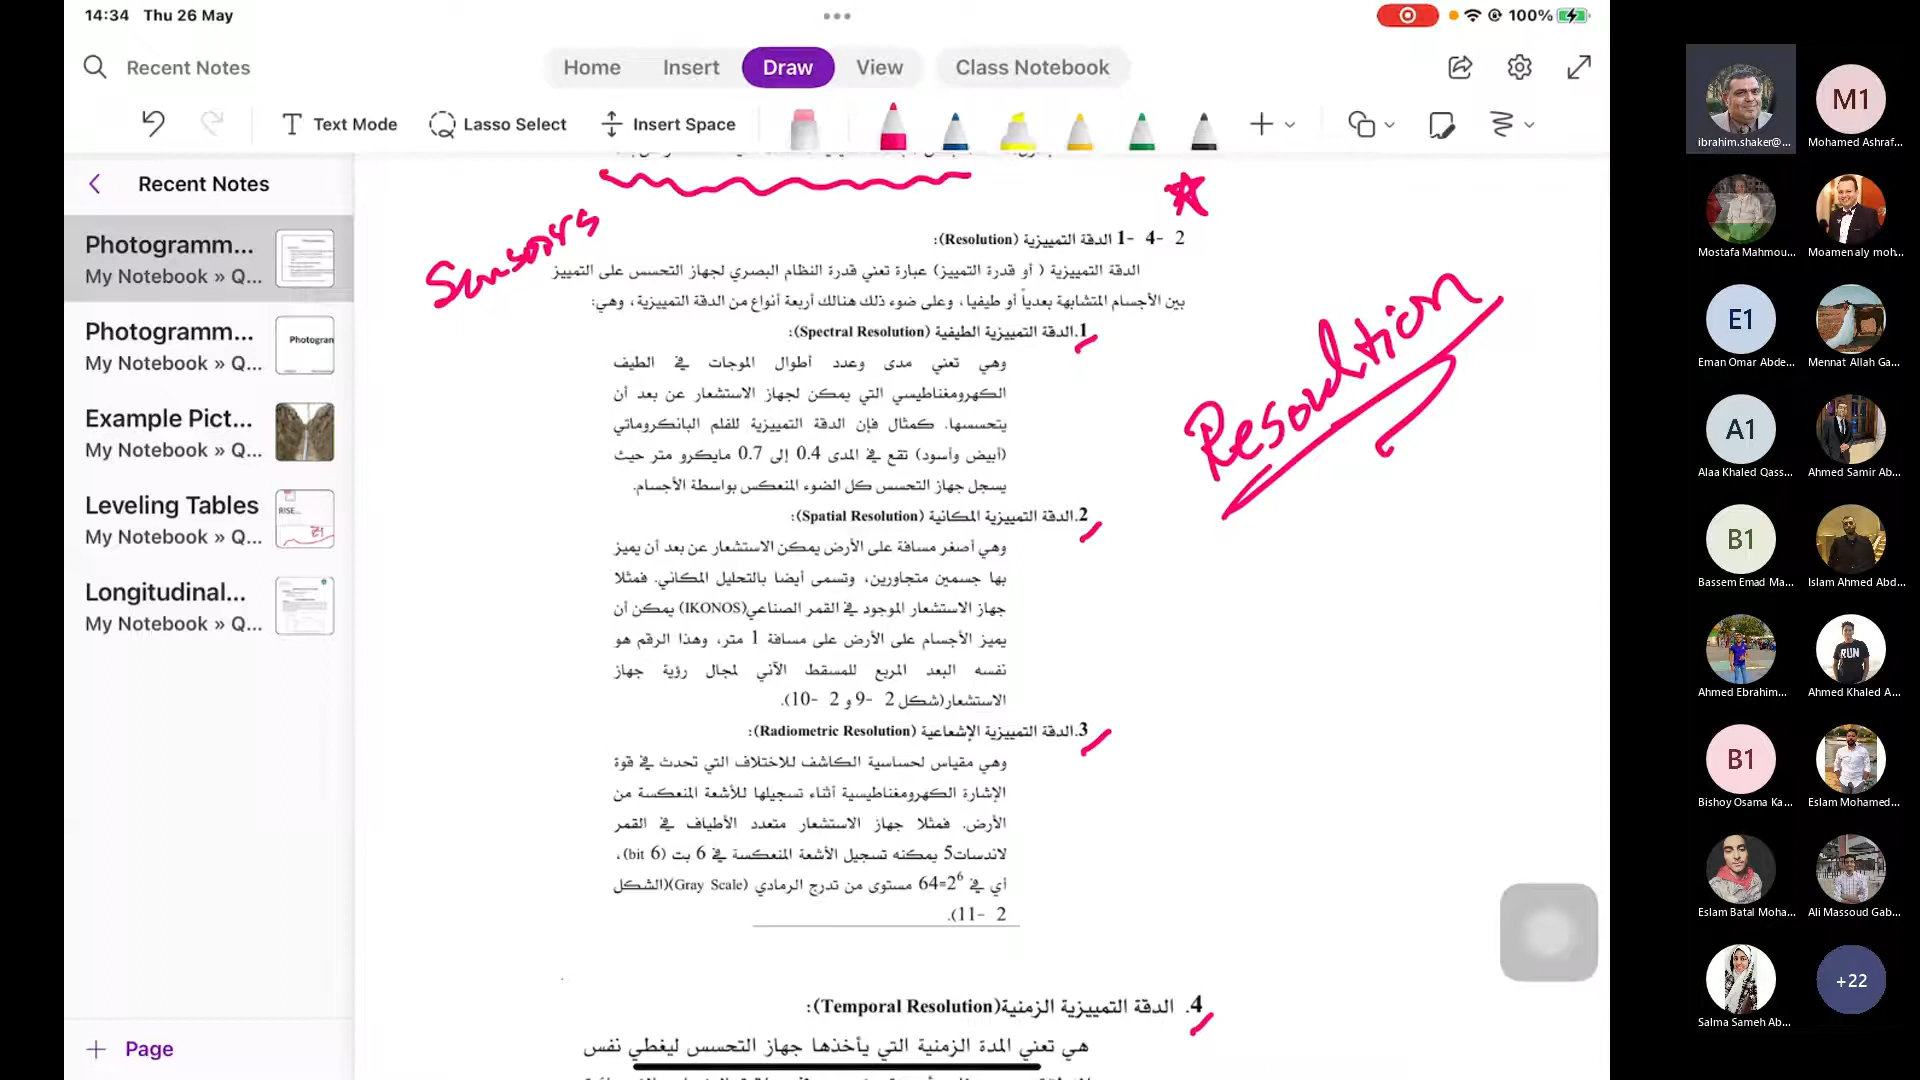 14:34 Thu 26 May
100%
Recent Notes
Home
Insert
Draw
View
Class Notebook
Text Mode
Lasso Select
Insert Space
Recent Notes
Photogramm...
My Notebook » Q...
Photogramm...
My Notebook » Q...
Photogran
Example Pict...
My Notebook » Q...
Leveling Tables
My Notebook » Q...
RISE...
Longitudinal...
My Notebook » Q...
+ Page
Sensors
2 -4 -1 الدقة التمييزية (Resolution):
الدقة التمييزية ( أو قدرة التمييز) عبارة تعني قدرة النظام البصري لجهاز التحسس على التمييز
بين الأجسام المتشابهة بعدياً أو طيفيا، وعلى ضوء ذلك هنالك أربعة أنواع من الدقة التمييزية، وهي:
1.الدقة التمييزية الطيفية (Spectral Resolution):
وهي تعني مدى وعدد أطوال الموجات في الطيف
الكهرومغناطيسي التي يمكن لجهاز الاستشعار عن بعد أن
يتحسسها. كمثال فإن الدقة التمييزية للفلم البانكروماتي
(أبيض وأسود) تقع في المدى 0.4 إلى 0.7 مايكرو متر حيث
يسجل جهاز التحسس كل الضوء المنعكس بواسطة الأجسام.
2.الدقة التمييزية المكانية (Spatial Resolution):
وهي أصغر مسافة على الأرض يمكن الاستشعار عن بعد أن يميز
بها جسمين متجاورين، وتسمى أيضا بالتحليل المكاني. فمثلا
جهاز الاستشعار الموجود في القمر الصناعي(IKONOS) يمكن أن
يميز الأجسام على الأرض على مسافة 1 متر، وهذا الرقم هو
نفسه البعد المربع للمسقط الآني لمجال رؤية جهاز
الاستشعار(شكل 2 -9 و 2 -10).
3.الدقة التمييزية الإشعاعية (Radiometric Resolution):
وهي مقياس لحساسية الكاشف للاختلاف التي تحدث في قوة
الإشارة الكهرومغناطيسية أثناء تسجيلها للأشعة المنعكسة من
الأرض. فمثلا جهاز الاستشعار متعدد الأطياف في القمر
لاندسات5 يمكنه تسجيل الأشعة المنعكسة في 6 بت (6 bit)،
أي في 2⁶=64 مستوى من تدرج الرمادي (Gray Scale)(الشكل
2 -11).
4. الدقة التمييزية الزمنية(Temporal Resolution):
هي تعني المدة الزمنية التي يأخذها جهاز التحسس ليغطي نفس
Resoultion
ibrahim.shaker@...
M1
Mohamed Ashraf...
Mostafa Mahmou...
Moamenaly moh...
E1
Eman Omar Abde...
Mennat Allah Ga...
A1
Alaa Khaled Qass...
Ahmed Samir Ab...
B1
Bassem Emad Ma...
Islam Ahmed Abd...
Ahmed Ebrahim...
RUN
Ahmed Khaled A...
B1
Bishoy Osama Ka...
Eslam Mohamed...
Eslam Batal Moha...
Ali Massoud Gab...
Salma Sameh Ab...
+22